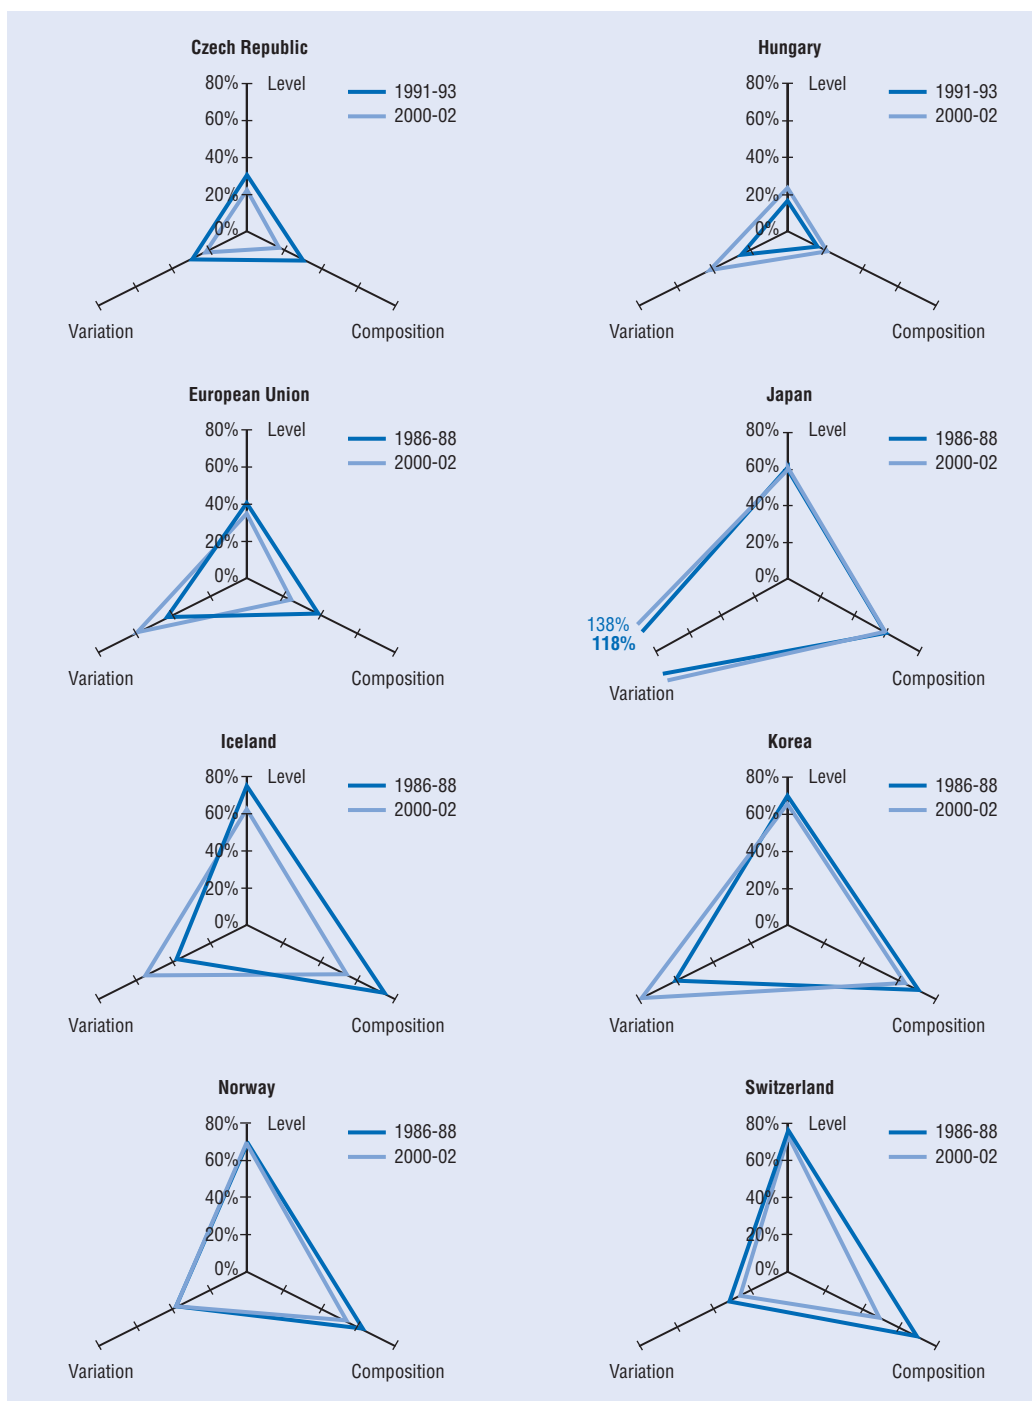 Czech Republic
80%
Level
60%
40%
20%
0%
Variation
Composition
1991-93
2000-02
Hungary
80%
Level
60%
40%
20%
0%
Variation
Composition
1991-93
2000-02
European Union
80%
Level
60%
40%
20%
0%
Variation
Composition
1986-88
2000-02
Japan
80%
Level
60%
40%
20%
0%
138%
118%
Variation
Composition
1986-88
2000-02
Iceland
80%
Level
60%
40%
20%
0%
Variation
Composition
1986-88
2000-02
Korea
80%
Level
60%
40%
20%
0%
Variation
Composition
1986-88
2000-02
Norway
80%
Level
60%
40%
20%
0%
Variation
Composition
1986-88
2000-02
Switzerland
80%
Level
60%
40%
20%
0%
Variation
Composition
1986-88
2000-02